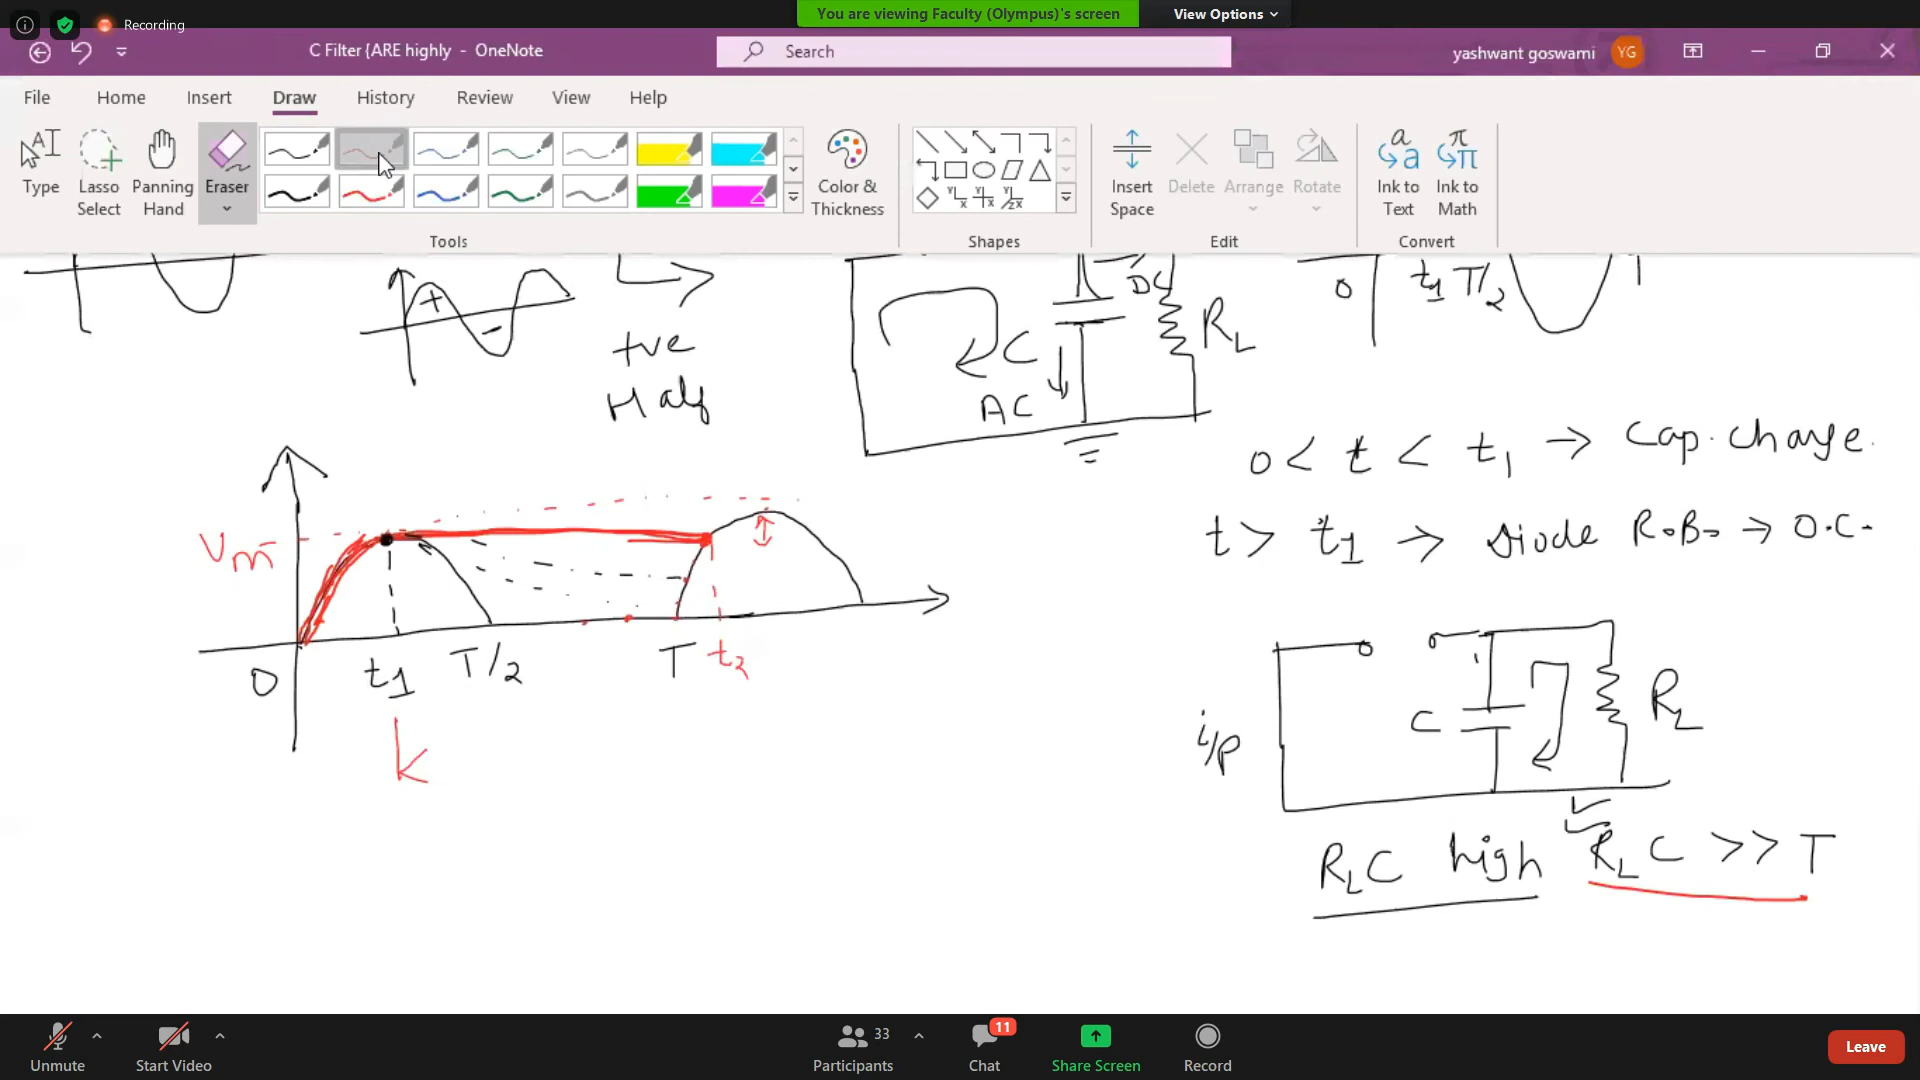 You are viewing Faculty (Olympus)'s screen View Options
Recording
C Filter {ARE highly - OneNote
Search
yashwant goswami YG
File Home Insert Draw History Review View Help
Type Lasso Select Panning Hand Eraser
Color & Thickness
Insert Space Delete Arrange Rotate
Ink to Text Ink to Math
Tools Shapes Edit Convert
+ -
+ve
Half
DC
C
AC
RL
0 t1 T/2
0 < t < t1 → Cap. charge.
t > t1 → Diode R.B. → O.C.
Vm
0 t1 T/2 T t2
k
i/p C RL
RLC high RLC >> T
Unmute Start Video 33 Participants 11 Chat Share Screen Record Leave